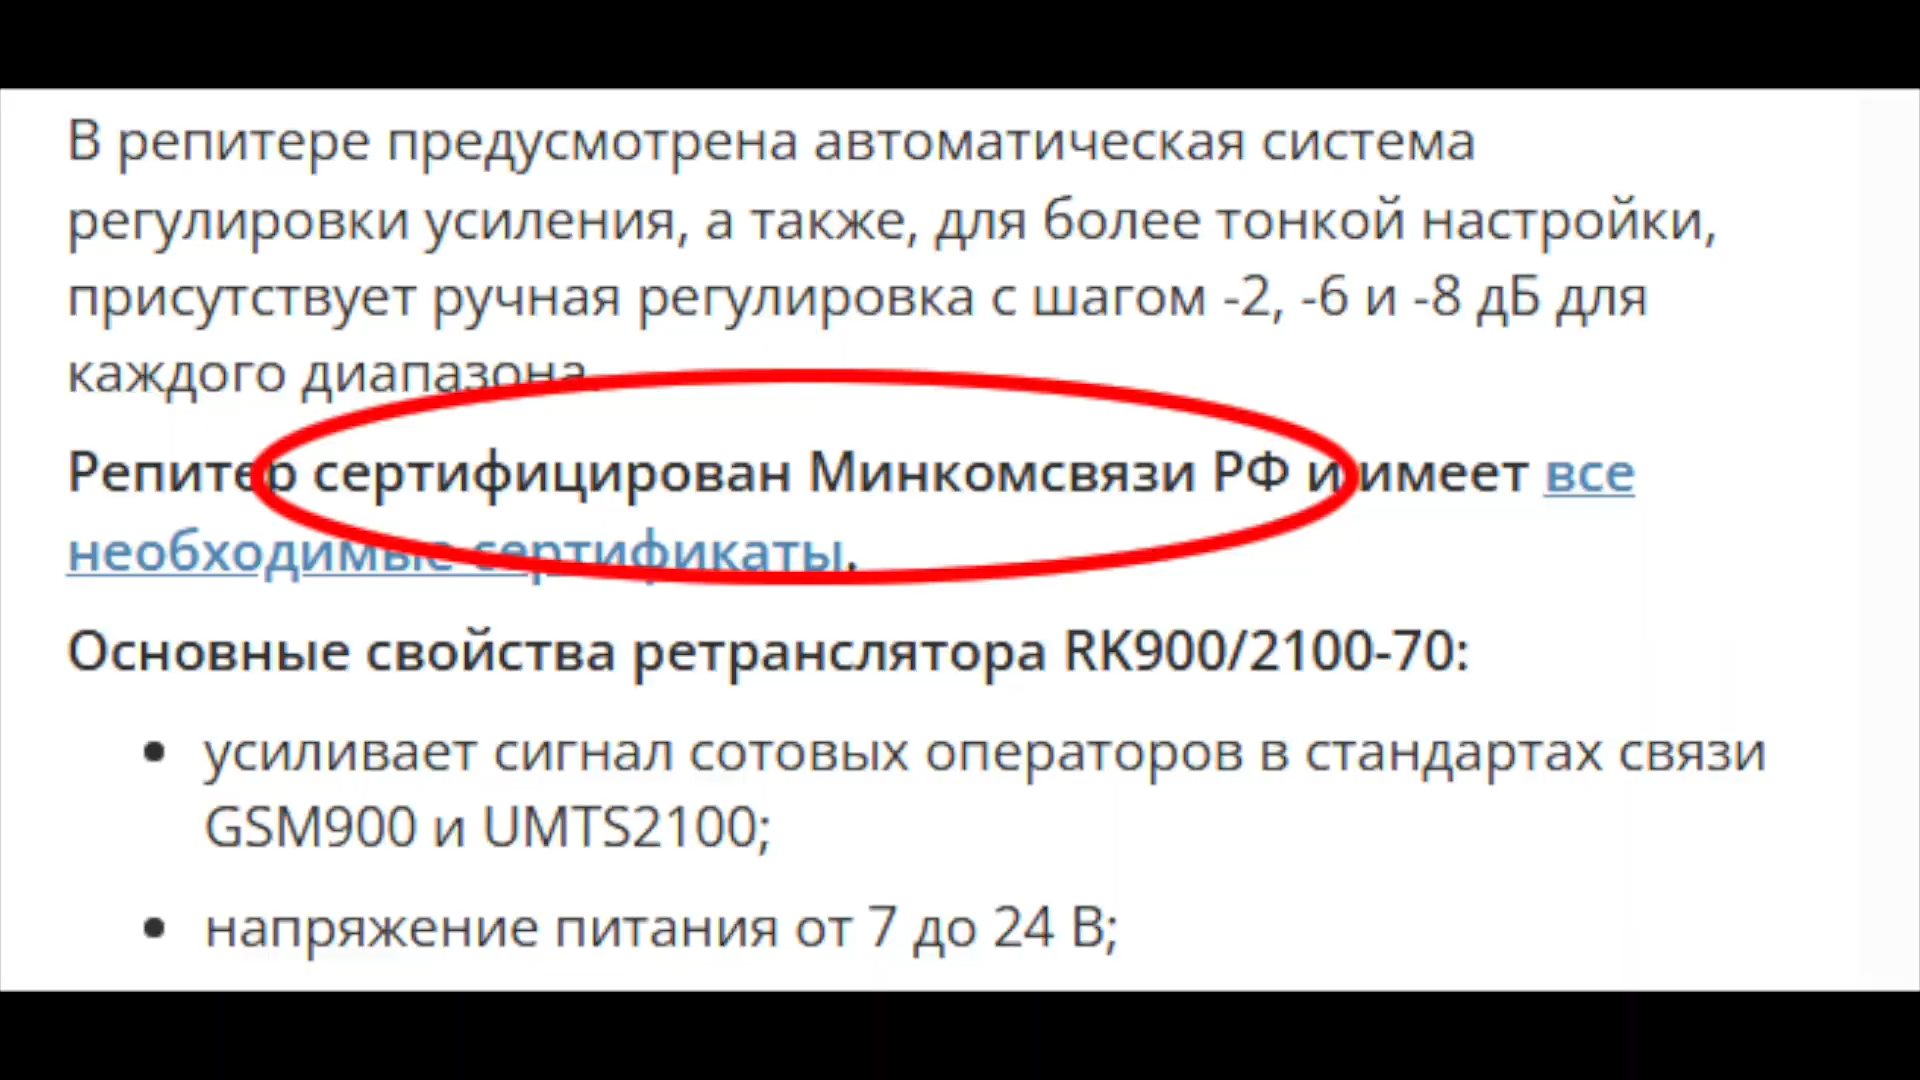 В репитере предусмотрена автоматическая система
регулировки усиления, а также, для более тонкой настройки,
присутствует ручная регулировка с шагом -2, -6 и -8 дБ для
каждого диапазона.
Репитер сертифицирован Минкомсвязи РФ и имеет все
необходимые сертификаты.
Основные свойства ретранслятора RK900/2100-70:
• усиливает сигнал сотовых операторов в стандартах связи
GSM900 и UMTS2100;
• напряжение питания от 7 до 24 В;